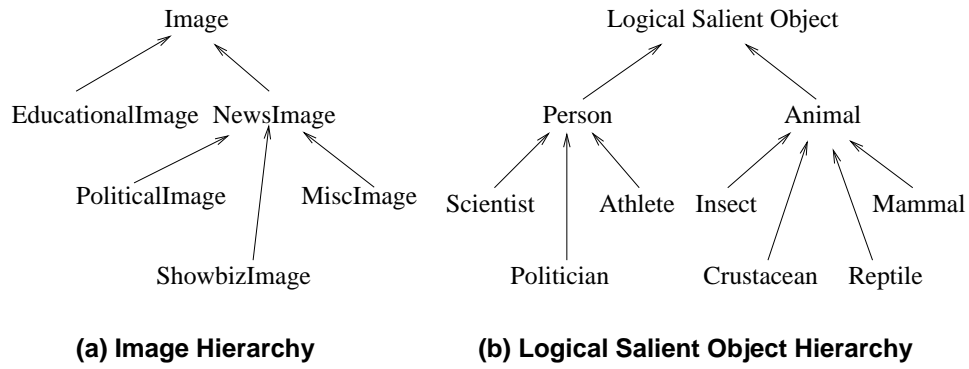 Image
Logical Salient Object
EducationalImage NewsImage
Person
Animal
PoliticalImage
MiscImage
Scientist
Athlete
Insect
Mammal
ShowbizImage
Politician
Crustacean
Reptile
(a) Image Hierarchy
(b) Logical Salient Object Hierarchy